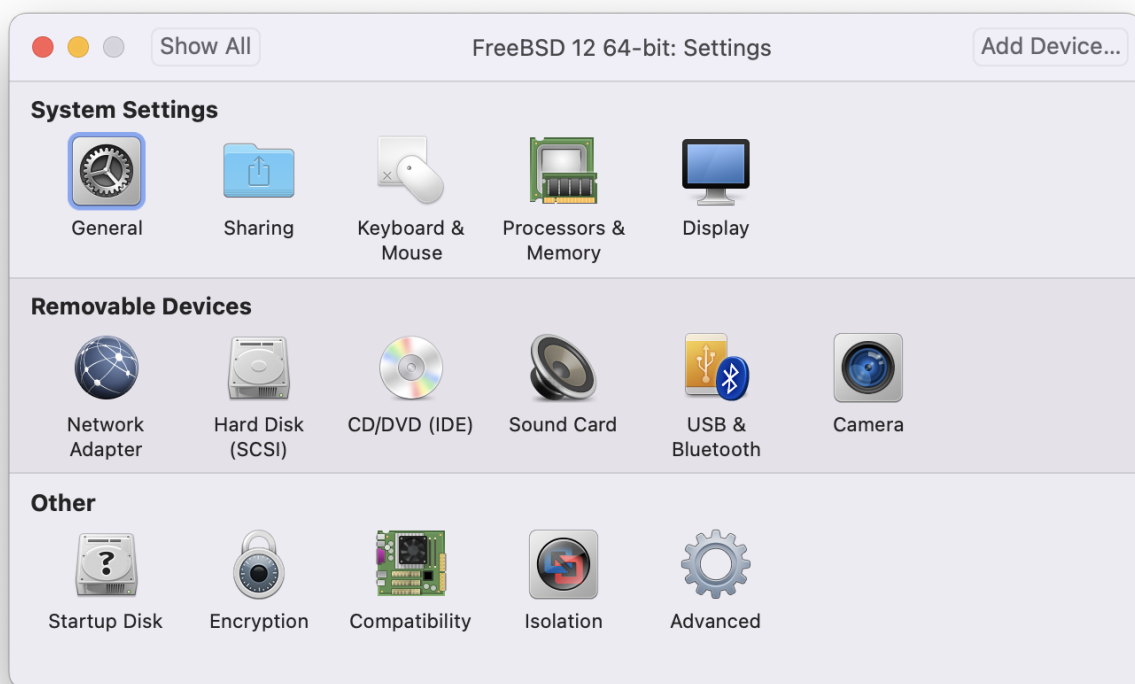 Show All
FreeBSD 12 64-bit: Settings
Add Device...
System Settings
General
Sharing
Keyboard &
Mouse
Processors &
Memory
Display
Removable Devices
Network
Adapter
Hard Disk
(SCSI)
CD/DVD (IDE)
Sound Card
USB &
Bluetooth
Camera
Other
?
Startup Disk
Encryption
Compatibility
Isolation
Advanced